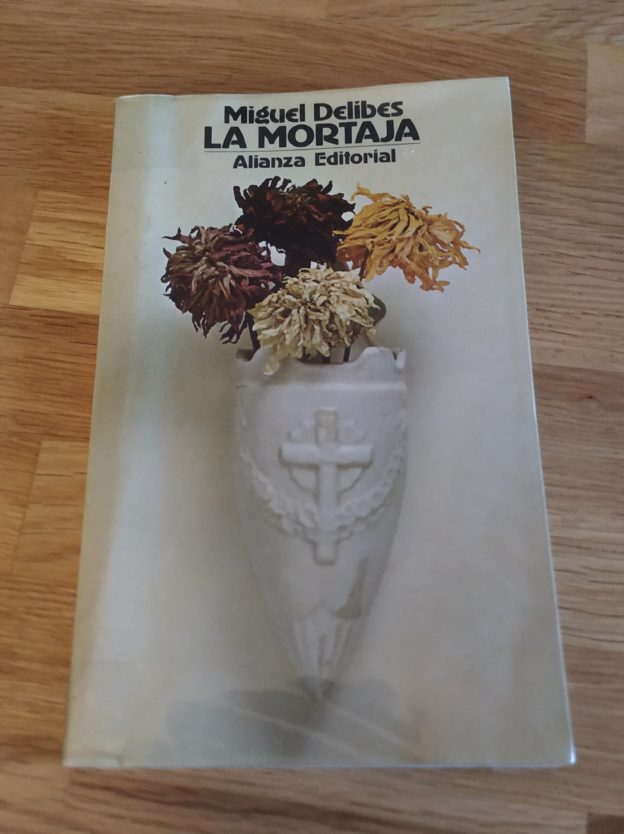 Miguel Delibes
LA MORTAJA
Alianza Editorial